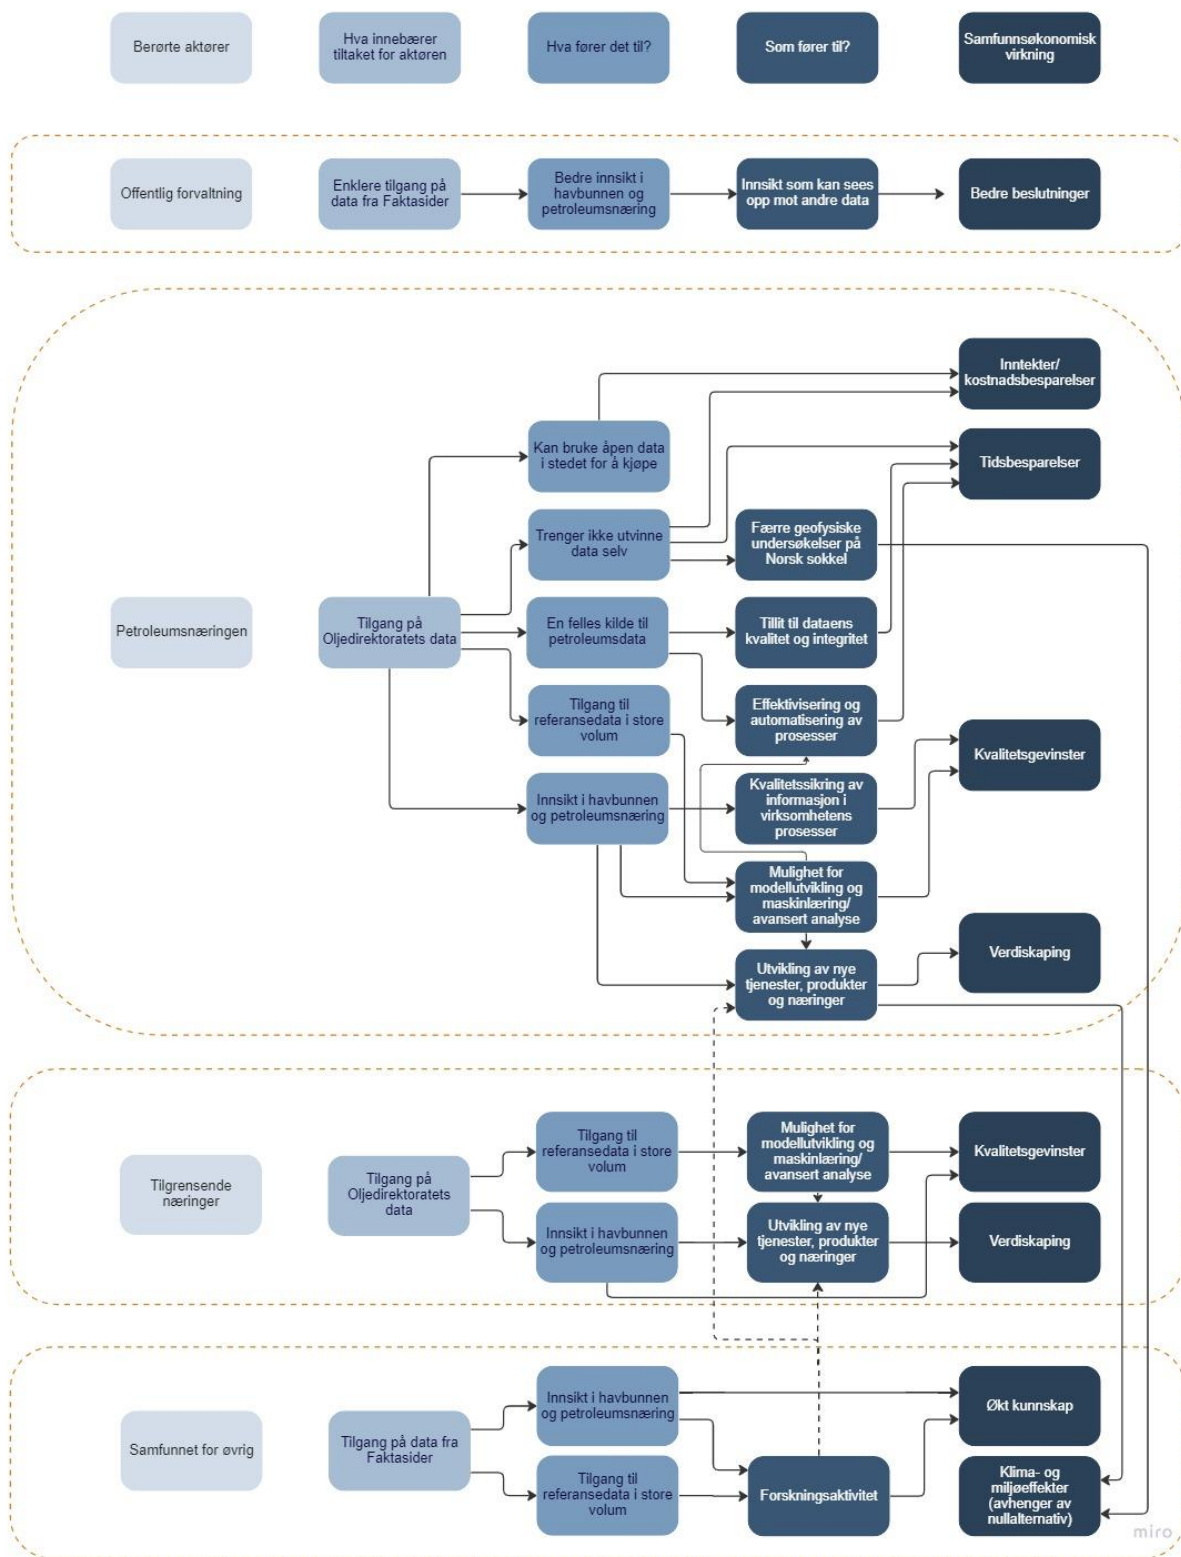 Berørte aktører
Hva innebærer
tiltaket for aktøren
Hva fører det til?
Som fører til?
Samfunnsøkonomisk
virkning
Offentlig forvaltning
Enklere tilgang på
data fra Faktasider
Bedre innsikt i
havbunnen og
petroleumsnæring
Innsikt som kan sees
opp mot andre data
Bedre beslutninger
Petroleumsnæringen
Tilgang på
Oljedirektoratets data
Kan bruke åpen data
i stedet for å kjøpe
Trenger ikke utvinne
data selv
En felles kilde til
petroleumsdata
Tilgang til
referansedata i store
volum
Innsikt i havbunnen
og petroleumsnæring
Færre geofysiske
undersøkelser på
Norsk sokkel
Tillit til dataens
kvalitet og integritet
Effektivisering og
automatisering av
prosesser
Kvalitetssikring av
informasjon i
virksomhetens
prosesser
Mulighet for
modellutvikling og
maskinlæring/
avansert analyse
Utvikling av nye
tjenester, produkter
og næringer
Inntekter/
kostnadsbesparelser
Tidsbesparelser
Kvalitetsgevinster
Verdiskaping
Tilgrensende
næringer
Tilgang på
Oljedirektoratets
data
Tilgang til
referansedata i store
volum
Innsikt i havbunnen
og petroleumsnæring
Mulighet for
modellutvikling og
maskinlæring/
avansert analyse
Utvikling av nye
tjenester, produkter
og næringer
Kvalitetsgevinster
Verdiskaping
Samfunnet for øvrig
Tilgang på data fra
Faktasider
Innsikt i havbunnen
og petroleumsnæring
Tilgang til
referansedata i store
volum
Forskningsaktivitet
Økt kunnskap
Klima- og
miljøeffekter
(avhenger av
nullalternativ)
miro